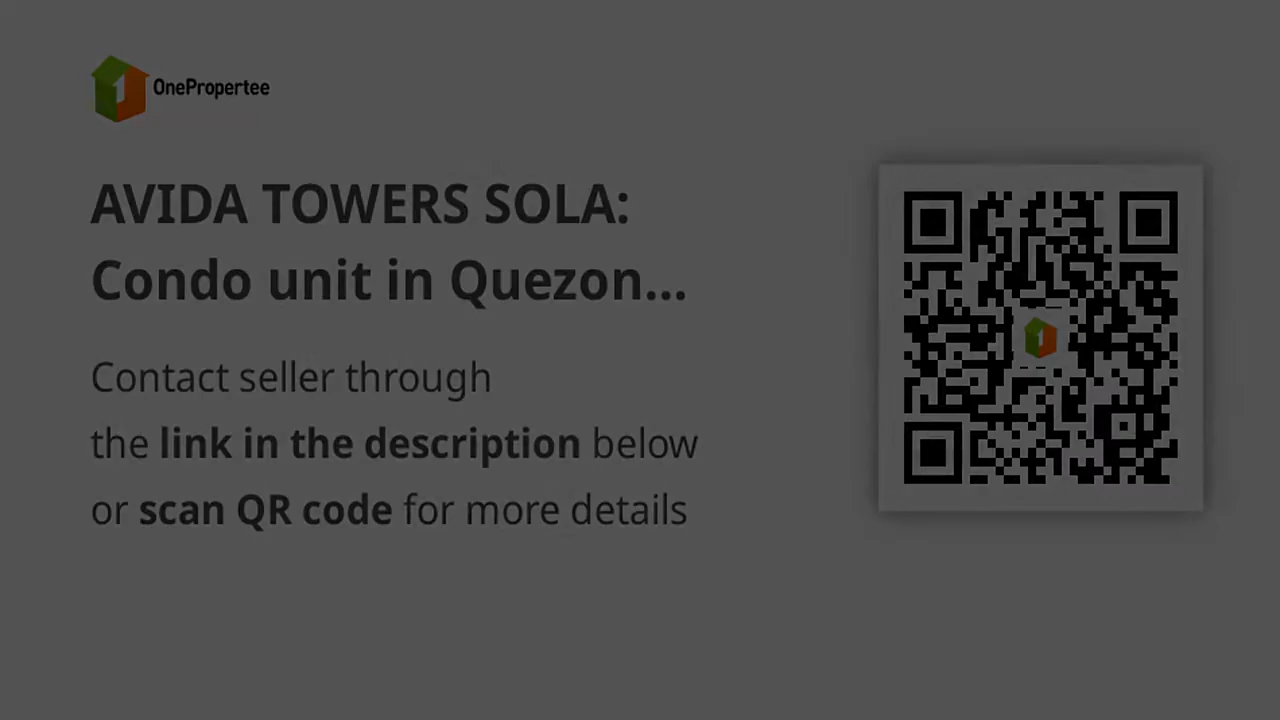 OnePropertee
AVIDA TOWERS SOLA:
Condo unit in Quezon...
Contact seller through
the link in the description below
or scan QR code for more details